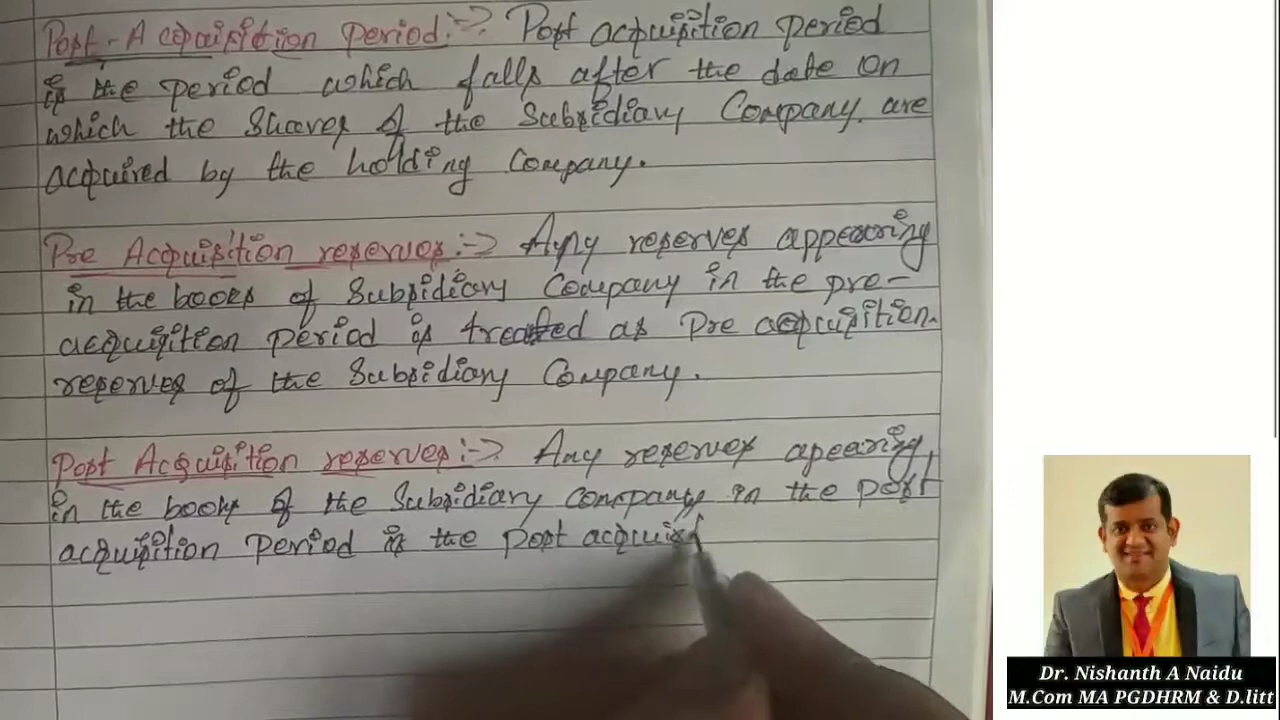 Post-Acquisition period :-> Post acquisition period
is the period which falls after the date on
which the Shares of the Subsidiary Company are
acquired by the holding Company.
Pre Acquisition reserves :-> Any reserves appearing
in the books of Subsidiary Company in the pre-
acquisition period is treated as Pre acquisition
reserves of the Subsidiary Company.
Post Acquisition reserves :-> Any reserves apearing
in the books of the Subsidiary company in the post
acquisition period is the post acquisi
Dr. Nishanth A Naidu
M.Com MA PGDHRM & D.litt